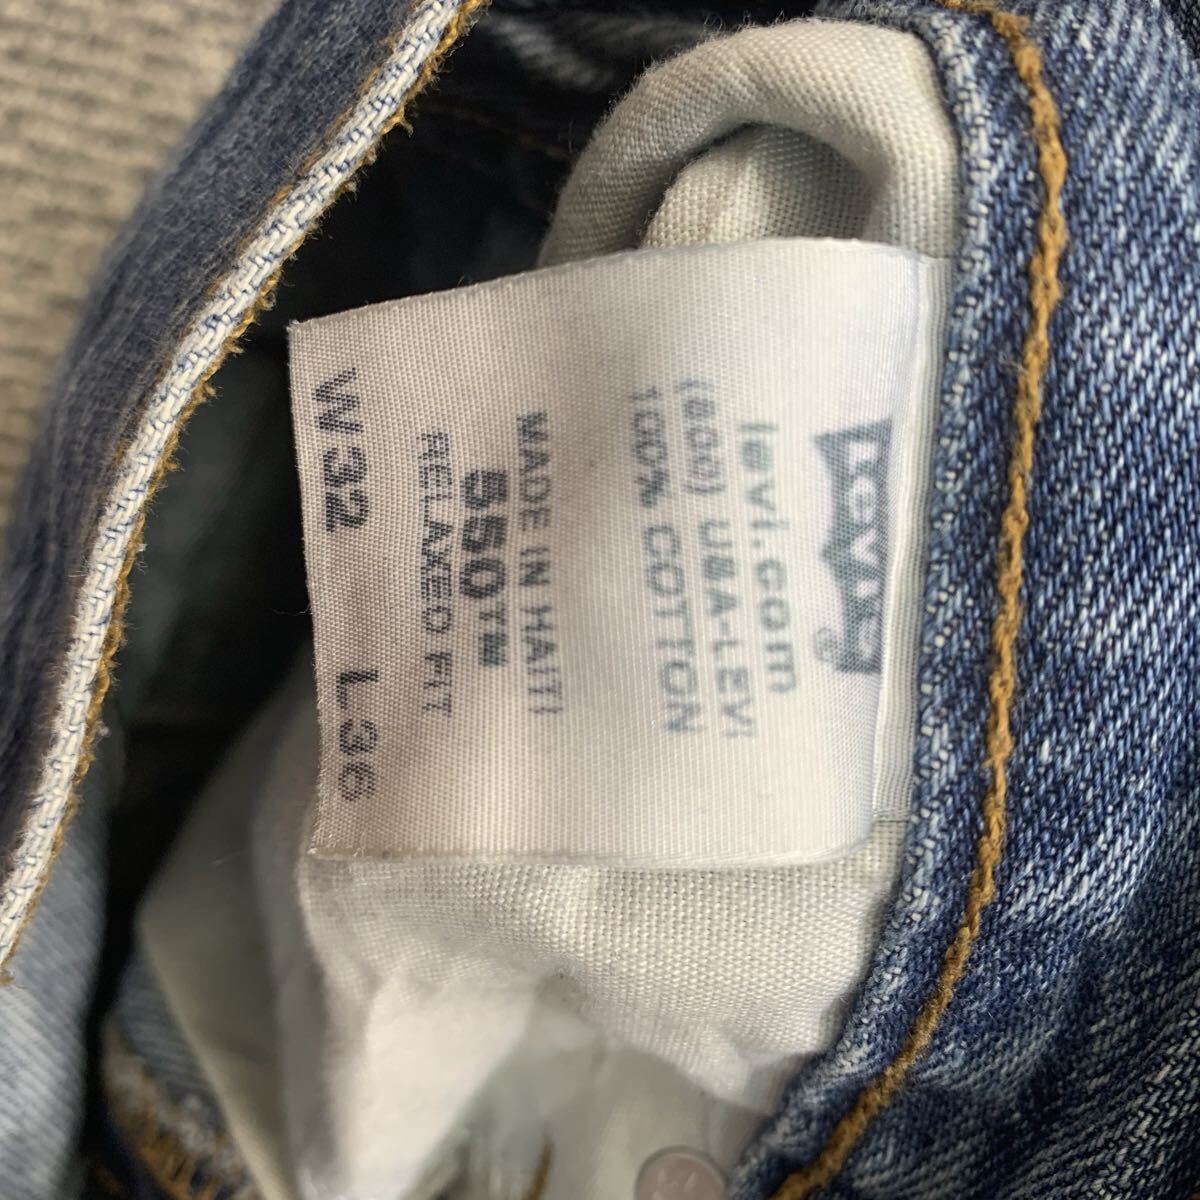 Levi's
levi.com
(800) USA-LEVI
100% COTTON
MADE IN HAITI
550™
RELAXED FIT
W32 L36